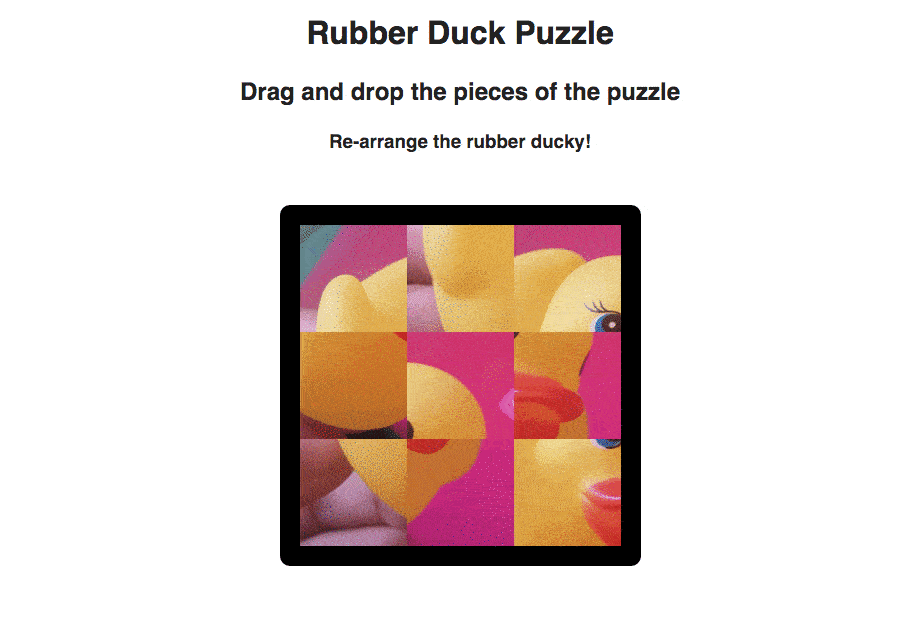 Rubber Duck Puzzle
Drag and drop the pieces of the puzzle
Re-arrange the rubber ducky!